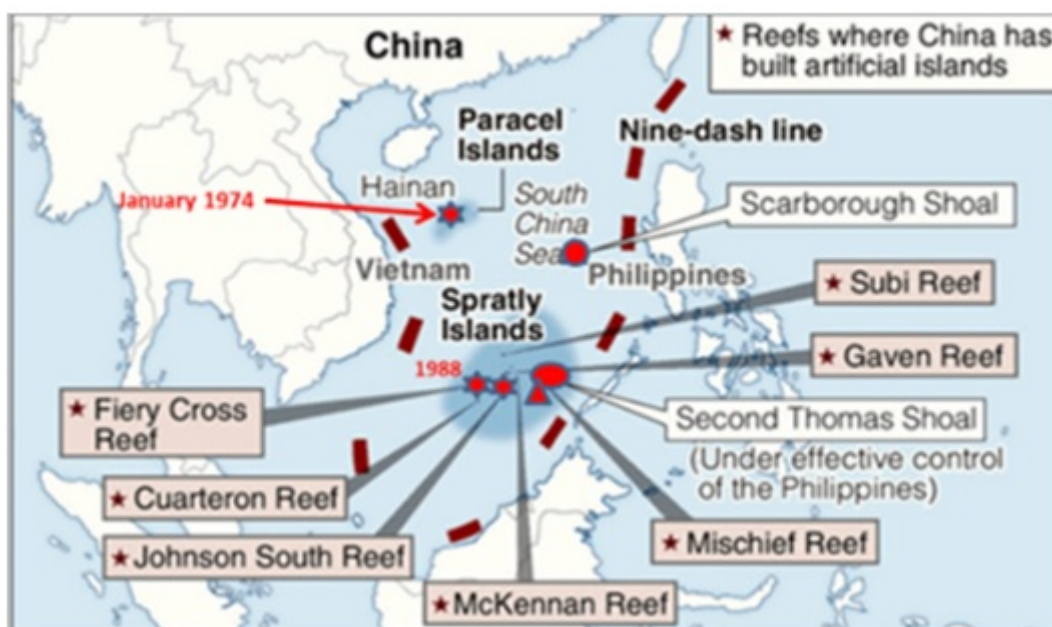 China
★ Reefs where China has
built artificial islands
Paracel
Islands
Nine-dash line
Hainan
January 1974
South
China
Sea
Scarborough Shoal
Vietnam
Philippines
Spratly
Islands
★ Subi Reef
1988
★ Gaven Reef
★ Fiery Cross
Reef
Second Thomas Shoal
(Under effective control
of the Philippines)
★ Cuarteron Reef
★ Johnson South Reef
★ Mischief Reef
★ McKennan Reef